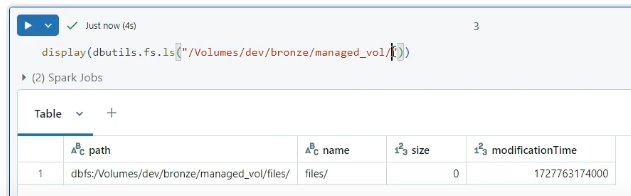 Just now (4s)
3
display(dbutils.fs.ls("/Volumes/dev/bronze/managed_vol/"))
(2) Spark Jobs
Table
path name size modificationTime
1 dbfs:/Volumes/dev/bronze/managed_vol/files/ files/ 0 1727763174000